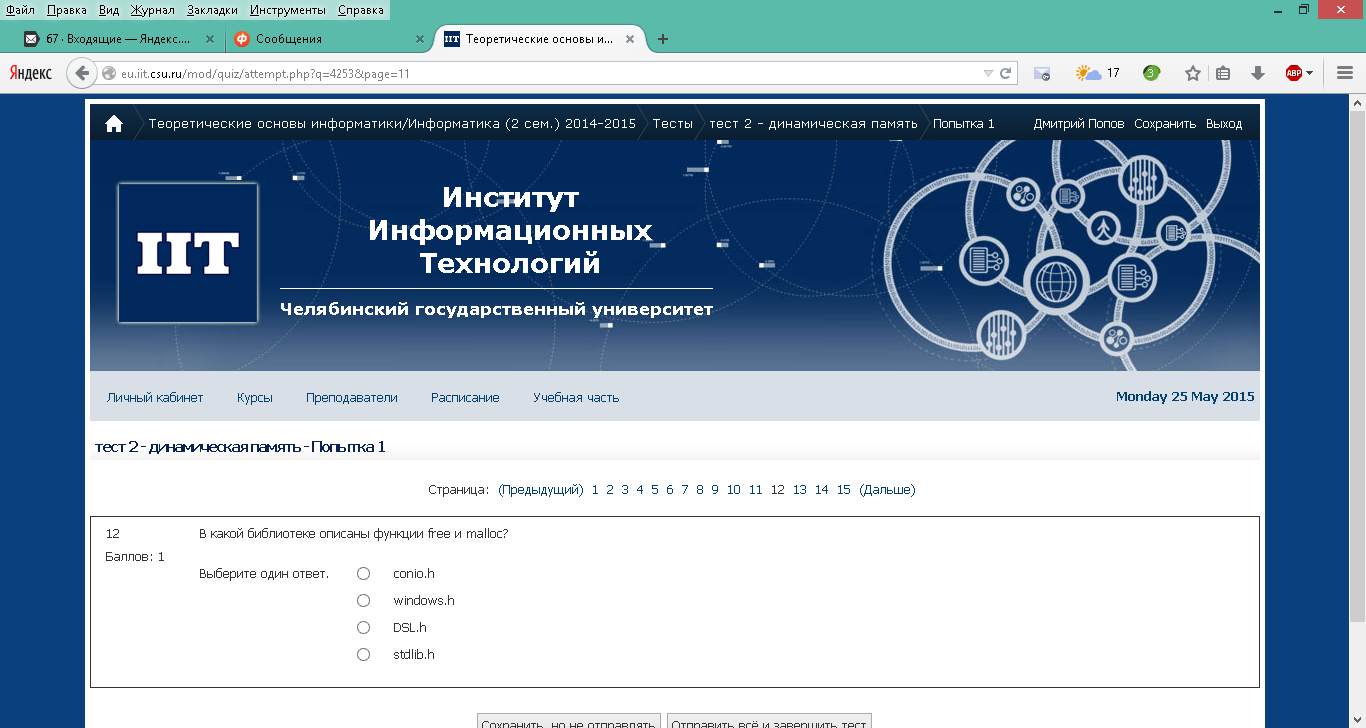 Файл Правка Вид Журнал Закладки Инструменты Справка
67 · Входящие — Яндекс.... × Сообщения × Теоретические основы и... × +
Яндекс eu.iit.csu.ru/mod/quiz/attempt.php?q=4253&page=11 17 3 ABP
Теоретические основы информатики/Информатика (2 сем.) 2014-2015 Тесты тест 2 - динамическая память Попытка 1 Дмитрий Попов Сохранить Выход
IIT
Институт
Информационных
Технологий
Челябинский государственный университет
Личный кабинет Курсы Преподаватели Расписание Учебная часть Monday 25 May 2015
тест 2 - динамическая память - Попытка 1
Страница: (Предыдущий) 1 2 3 4 5 6 7 8 9 10 11 12 13 14 15 (Дальше)
12 В какой библиотеке описаны функции free и malloc?
Баллов: 1
Выберите один ответ. conio.h
windows.h
DSL.h
stdlib.h
Сохранить, но не отправлять Отправить всё и завершить тест